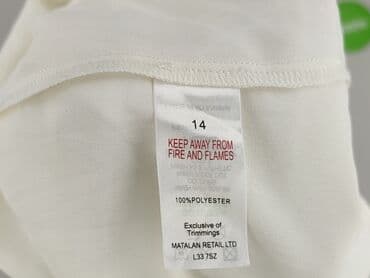 14
KEEP AWAY FROM
FIRE AND FLAMES
100%POLYESTER
Exclusive of
Trimmings
MATALAN RETAIL LTD
L33 7SZ